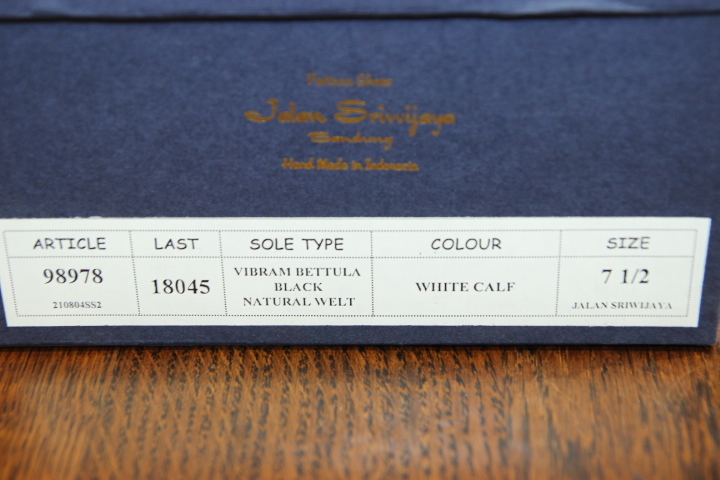 Famous Shoes
Jalan Sriwijaya
Bandung
Hand Made in Indonesia
ARTICLE LAST SOLE TYPE COLOUR SIZE
98978 18045 VIBRAM BETTULA WHITE CALF 7 1/2
210804SS2 BLACK JALAN SRIWIJAYA
NATURAL WELT